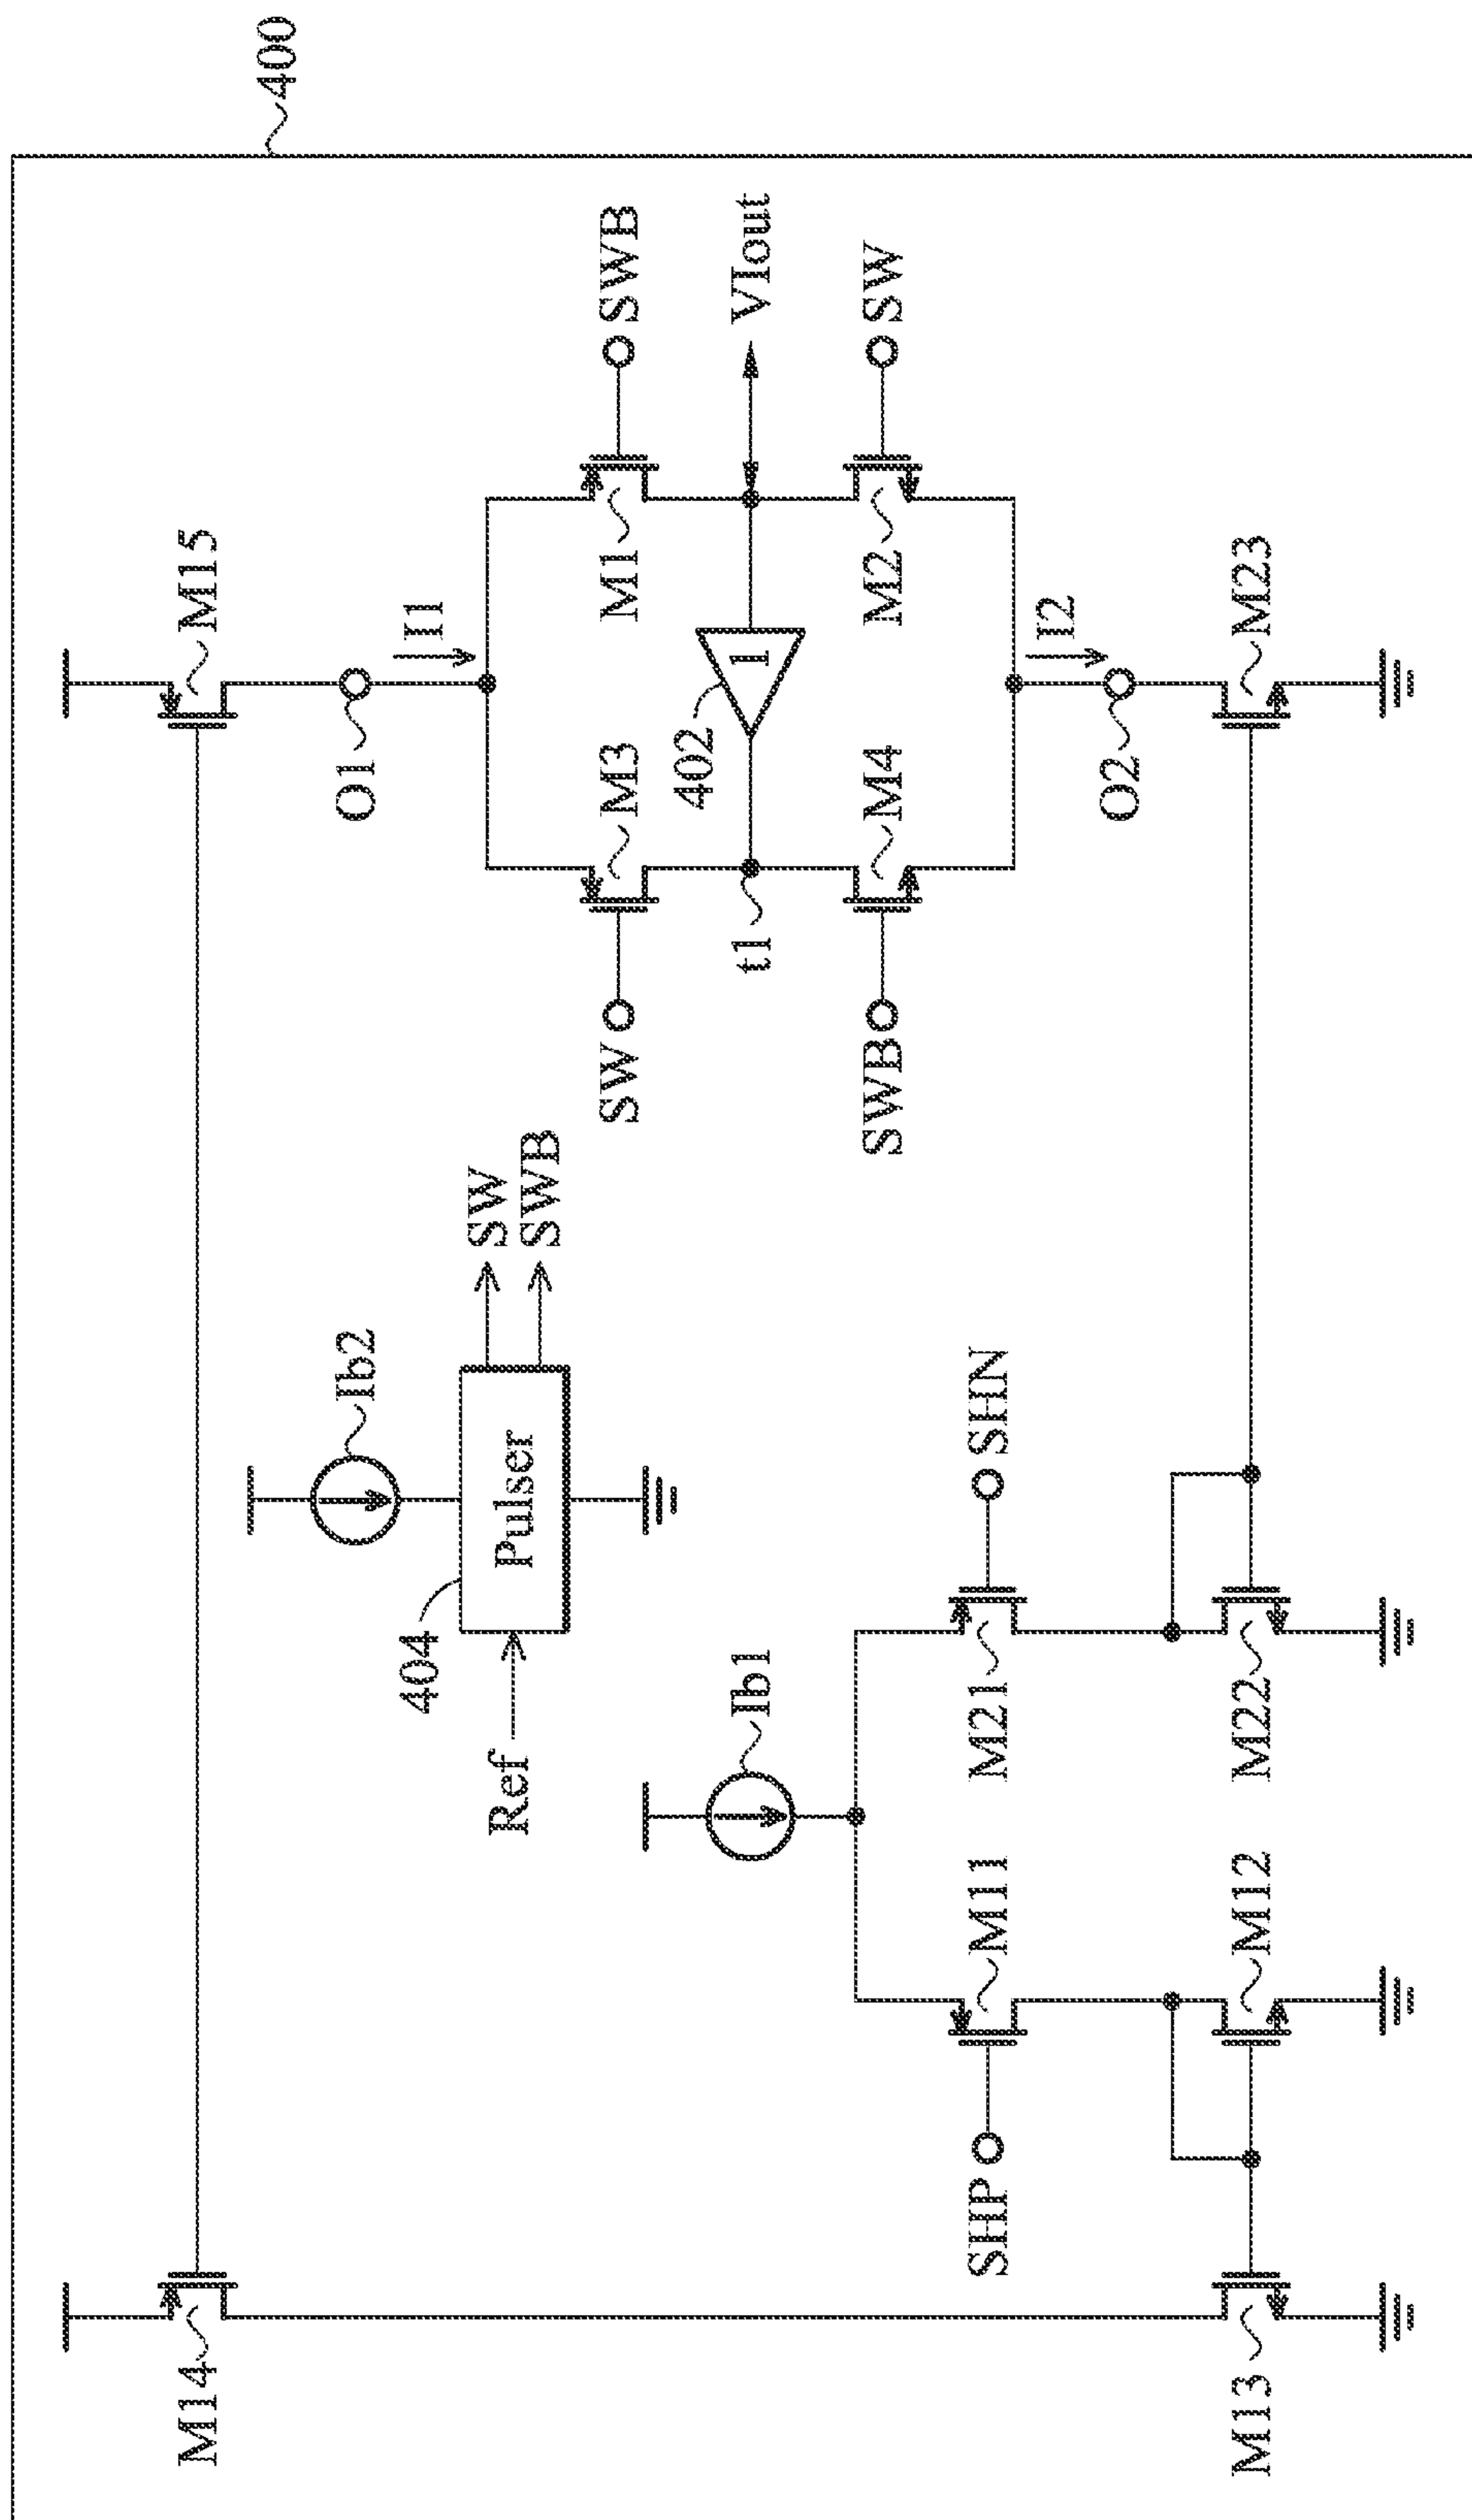 400
M14
M15
O1
I1
Ib2
404
Ref
Pulser
SW
SWB
SW
M3
M1
SWB
t1
402
1
VIout
SWB
M4
M2
SW
O2
I2
Ib1
SHP
M11
M21
SHN
M13
M12
M22
M23